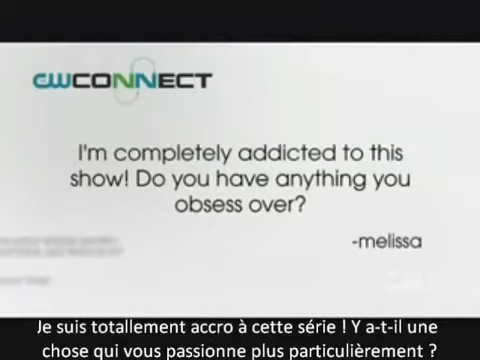 CWCONNECT
I'm completely addicted to this
show! Do you have anything you
obsess over?
-melissa
Je suis totalement accro à cette série ! Y a-t-il une
chose qui vous passionne plus particulièrement ?